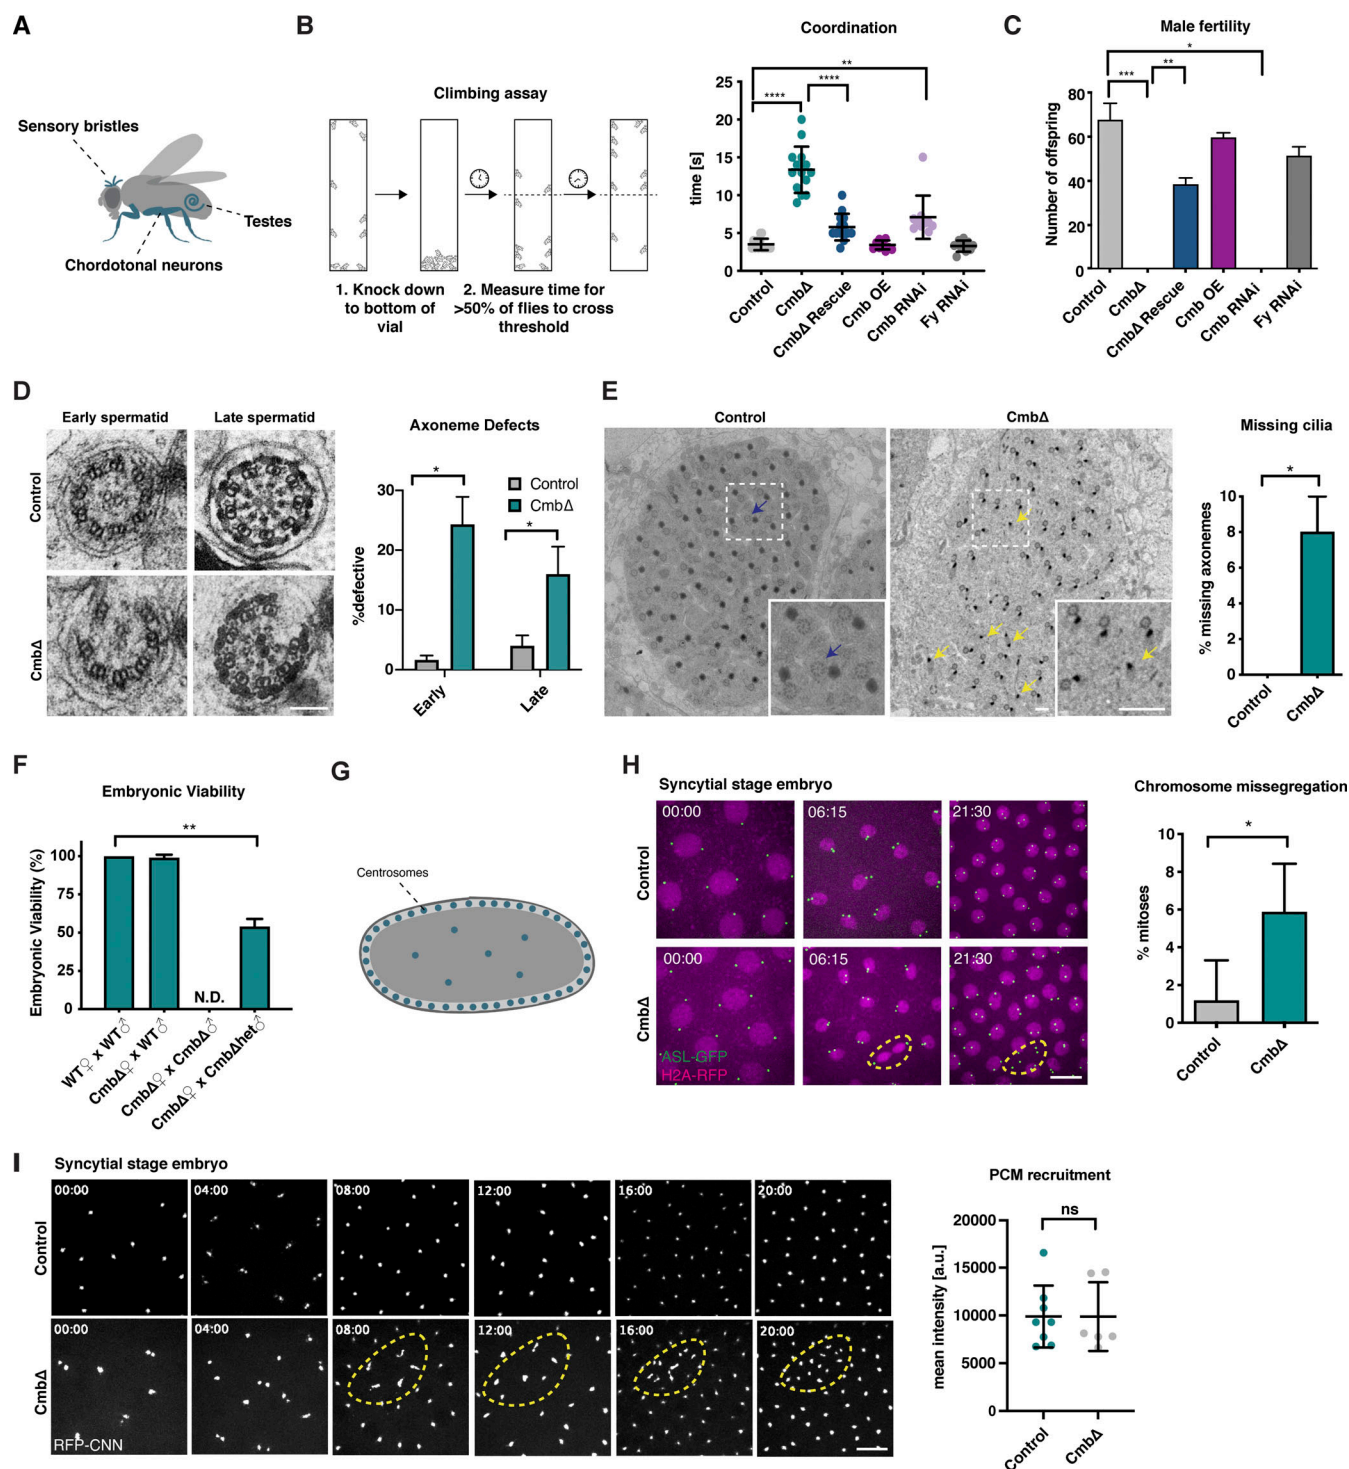 A
Sensory bristles
Testes
Chordotonal neurons
B
Climbing assay
1. Knock down
to bottom of
vial
2. Measure time for
>50% of flies to cross
threshold
Coordination
**
****
****
time [s]
25
20
15
10
5
0
Control
CmbΔ
CmbΔ Rescue
Cmb OE
Cmb RNAi
Fy RNAi
C
Male fertility
*
***
**
Number of offspring
80
60
40
20
0
Control
CmbΔ
CmbΔ Rescue
Cmb OE
Cmb RNAi
Fy RNAi
D
Early spermatid
Late spermatid
Control
CmbΔ
Axoneme Defects
*
*
Control
CmbΔ
%defective
30
20
10
0
Early
Late
E
Control
CmbΔ
Missing cilia
*
% missing axonemes
10
8
6
4
2
0
Control
CmbΔ
F
Embryonic Viability
**
Embryonic Viability (%)
100
75
50
25
0
N.D.
WT♀ x WT♂
CmbΔ♀ x WT♂
CmbΔ♀ x CmbΔ♂
CmbΔ♀ x CmbΔhet♂
G
Centrosomes
H
Syncytial stage embryo
Control
00:00
06:15
21:30
CmbΔ
00:00
06:15
21:30
ASL-GFP
H2A-RFP
Chromosome missegregation
*
% mitoses
10
8
6
4
2
0
Control
CmbΔ
I
Syncytial stage embryo
Control
00:00
04:00
08:00
12:00
16:00
20:00
CmbΔ
00:00
04:00
08:00
12:00
16:00
20:00
RFP-CNN
PCM recruitment
ns
mean intensity [a.u.]
20000
15000
10000
5000
0
Control
CmbΔ